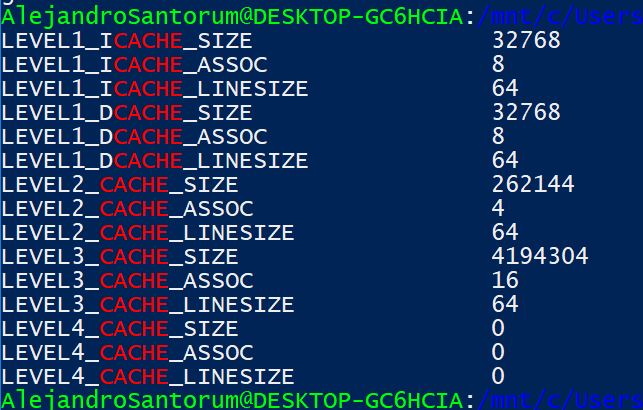 AlejandroSantorum@DESKTOP-GC6HCIA:/mnt/c/Users
LEVEL1_ICACHE_SIZE 32768
LEVEL1_ICACHE_ASSOC 8
LEVEL1_ICACHE_LINESIZE 64
LEVEL1_DCACHE_SIZE 32768
LEVEL1_DCACHE_ASSOC 8
LEVEL1_DCACHE_LINESIZE 64
LEVEL2_CACHE_SIZE 262144
LEVEL2_CACHE_ASSOC 4
LEVEL2_CACHE_LINESIZE 64
LEVEL3_CACHE_SIZE 4194304
LEVEL3_CACHE_ASSOC 16
LEVEL3_CACHE_LINESIZE 64
LEVEL4_CACHE_SIZE 0
LEVEL4_CACHE_ASSOC 0
LEVEL4_CACHE_LINESIZE 0
AlejandroSantorum@DESKTOP-GC6HCIA:/mnt/c/Users